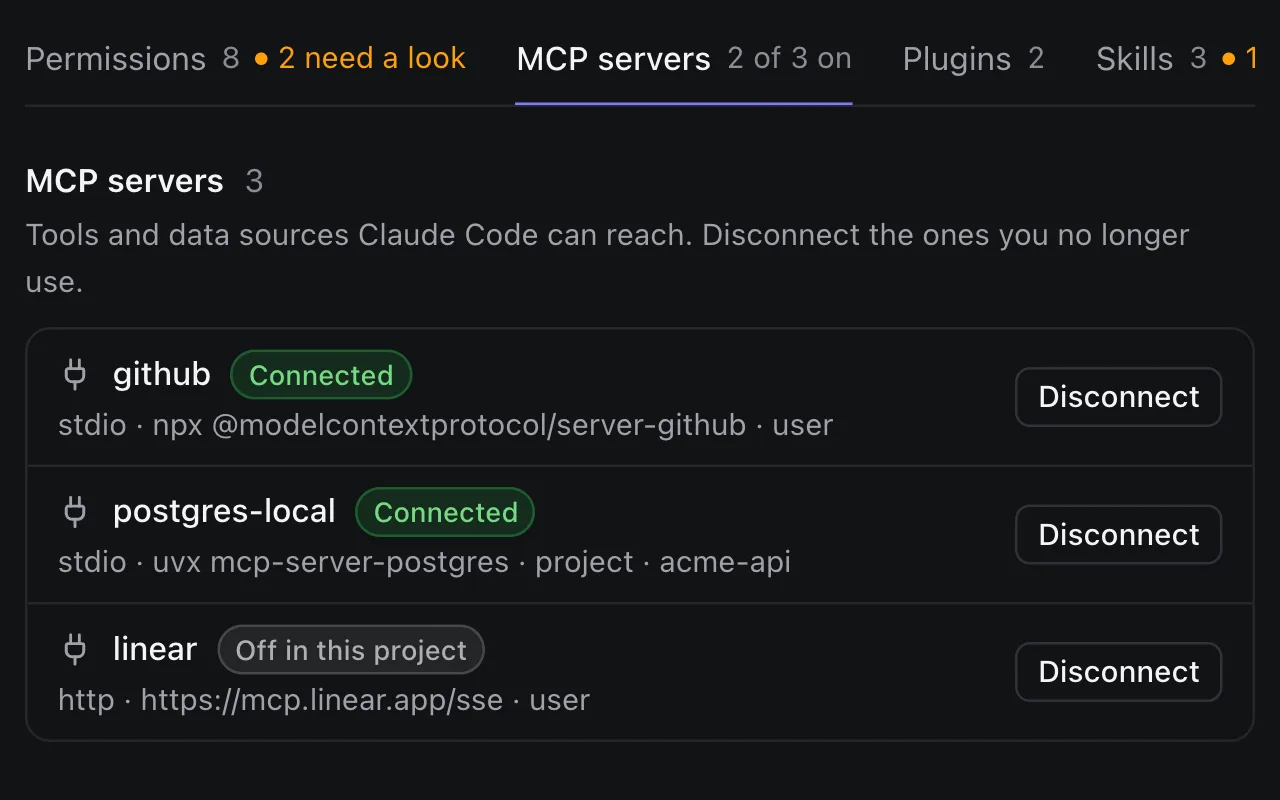 Permissions 8 • 2 need a look MCP servers 2 of 3 on Plugins 2 Skills 3 • 1
MCP servers 3
Tools and data sources Claude Code can reach. Disconnect the ones you no longer
use.
github Connected
Disconnect
stdio · npx @modelcontextprotocol/server-github · user
postgres-local Connected
Disconnect
stdio · uvx mcp-server-postgres · project · acme-api
linear Off in this project
Disconnect
http · https://mcp.linear.app/sse · user